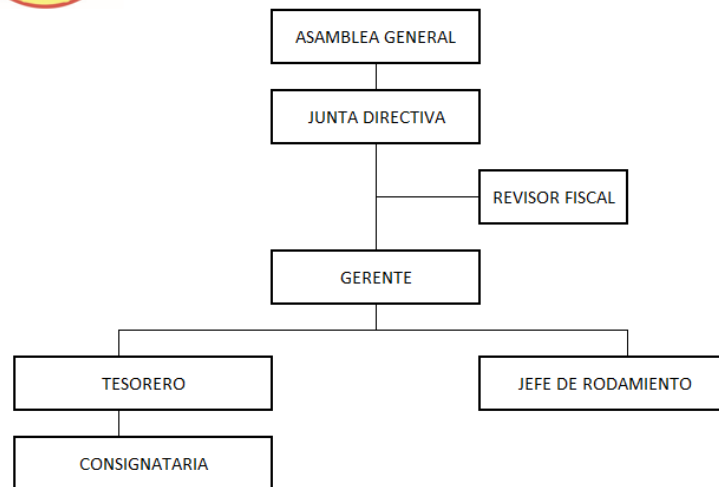 ASAMBLEA GENERAL
JUNTA DIRECTIVA
REVISOR FISCAL
GERENTE
TESORERO
JEFE DE RODAMIENTO
CONSIGNATARIA